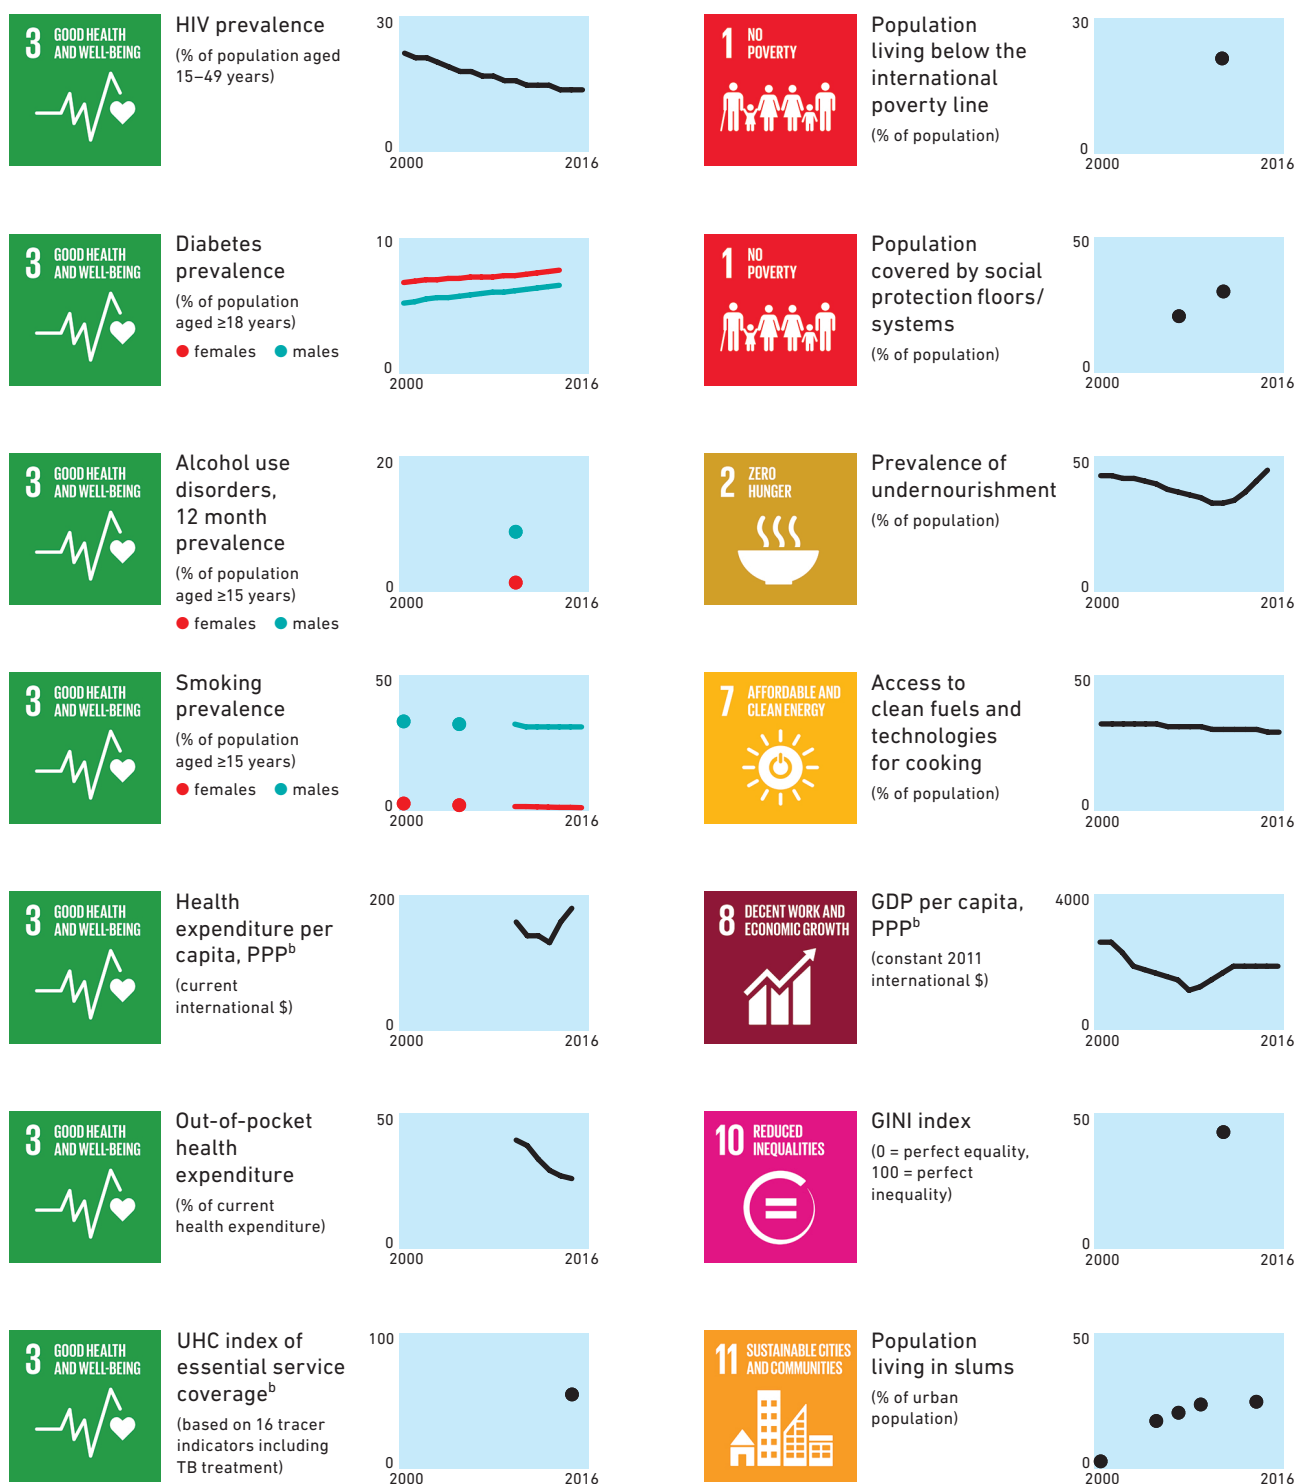 3 GOOD HEALTH
AND WELL-BEING
HIV prevalence
(% of population aged
15–49 years)
30
0
2000 2016
3 GOOD HEALTH
AND WELL-BEING
Diabetes
prevalence
(% of population
aged ≥18 years)
females males
10
0
2000 2016
3 GOOD HEALTH
AND WELL-BEING
Alcohol use
disorders,
12 month
prevalence
(% of population
aged ≥15 years)
females males
20
0
2000 2016
3 GOOD HEALTH
AND WELL-BEING
Smoking
prevalence
(% of population
aged ≥15 years)
females males
50
0
2000 2016
3 GOOD HEALTH
AND WELL-BEING
Health
expenditure per
capita, PPPᵇ
(current
international $)
200
0
2000 2016
3 GOOD HEALTH
AND WELL-BEING
Out-of-pocket
health
expenditure
(% of current
health expenditure)
50
0
2000 2016
3 GOOD HEALTH
AND WELL-BEING
UHC index of
essential service
coverageᵇ
(based on 16 tracer
indicators including
TB treatment)
100
0
2000 2016
1 NO
POVERTY
Population
living below the
international
poverty line
(% of population)
30
0
2000 2016
1 NO
POVERTY
Population
covered by social
protection floors/
systems
(% of population)
50
0
2000 2016
2 ZERO
HUNGER
Prevalence of
undernourishment
(% of population)
50
0
2000 2016
7 AFFORDABLE AND
CLEAN ENERGY
Access to
clean fuels and
technologies
for cooking
(% of population)
50
0
2000 2016
8 DECENT WORK AND
ECONOMIC GROWTH
GDP per capita,
PPPᵇ
(constant 2011
international $)
4000
0
2000 2016
10 REDUCED
INEQUALITIES
GINI index
(0 = perfect equality,
100 = perfect
inequality)
50
0
2000 2016
11 SUSTAINABLE CITIES
AND COMMUNITIES
Population
living in slums
(% of urban
population)
50
0
2000 2016